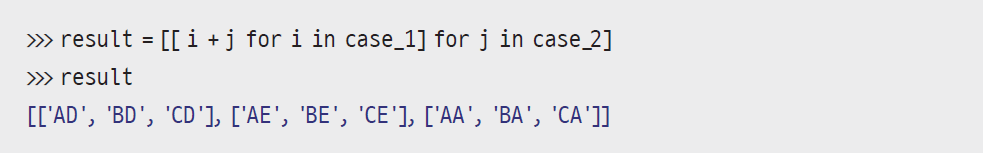 >>> result = [[ i + j for i in case_1] for j in case_2]
>>> result
[['AD', 'BD', 'CD'], ['AE', 'BE', 'CE'], ['AA', 'BA', 'CA']]